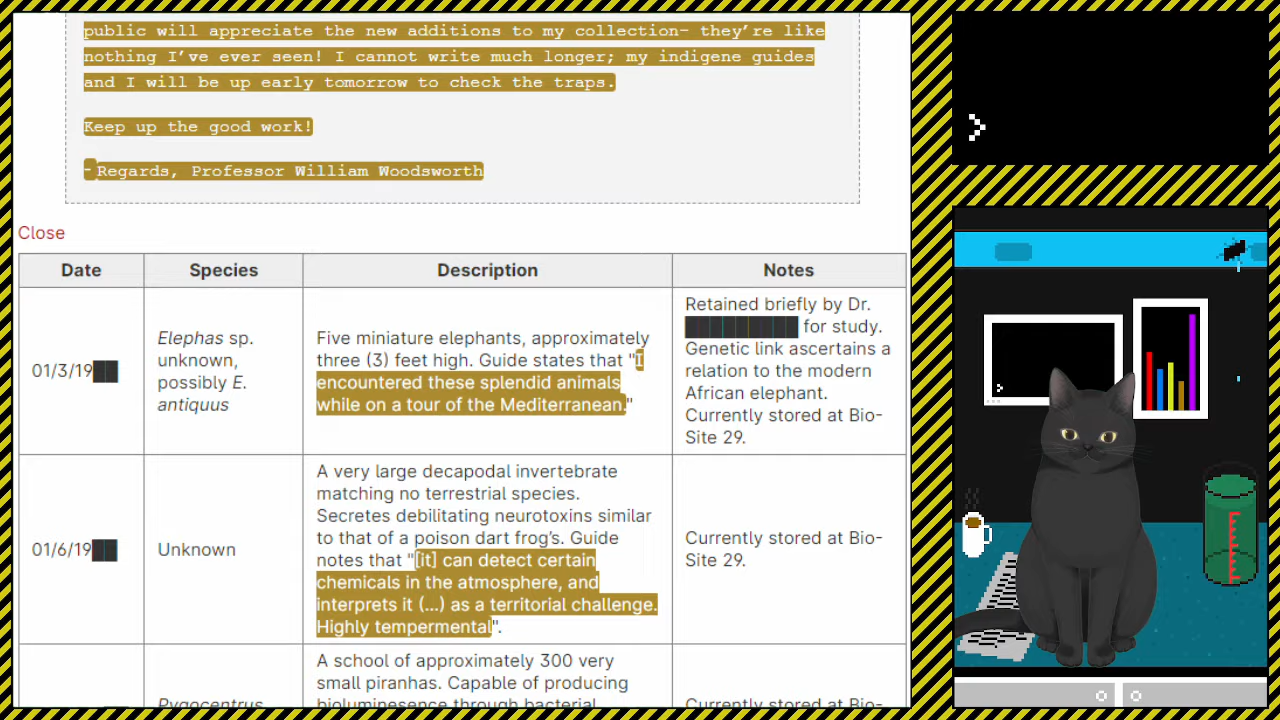 public will appreciate the new additions to my collection- they’re like
nothing I’ve ever seen! I cannot write much longer; my indigene guides
and I will be up early tomorrow to check the traps.
Keep up the good work!
- Regards, Professor William Woodsworth
Close
Date Species Description Notes
01/3/19██
Elephas sp.
unknown,
possibly E.
antiquus
Five miniature elephants, approximately
three (3) feet high. Guide states that "I
encountered these splendid animals
while on a tour of the Mediterranean."
Retained briefly by Dr.
█████████ for study.
Genetic link ascertains a
relation to the modern
African elephant.
Currently stored at Bio-
Site 29.
01/6/19██
Unknown
A very large decapodal invertebrate
matching no terrestrial species.
Secretes debilitating neurotoxins similar
to that of a poison dart frog’s. Guide
notes that "[it] can detect certain
chemicals in the atmosphere, and
interprets it (...) as a territorial challenge.
Highly tempermental".
Currently stored at Bio-
Site 29.
Pygocentrus
A school of approximately 300 very
small piranhas. Capable of producing
bioluminesence through bacterial
Currently stored at Bio-
>
>